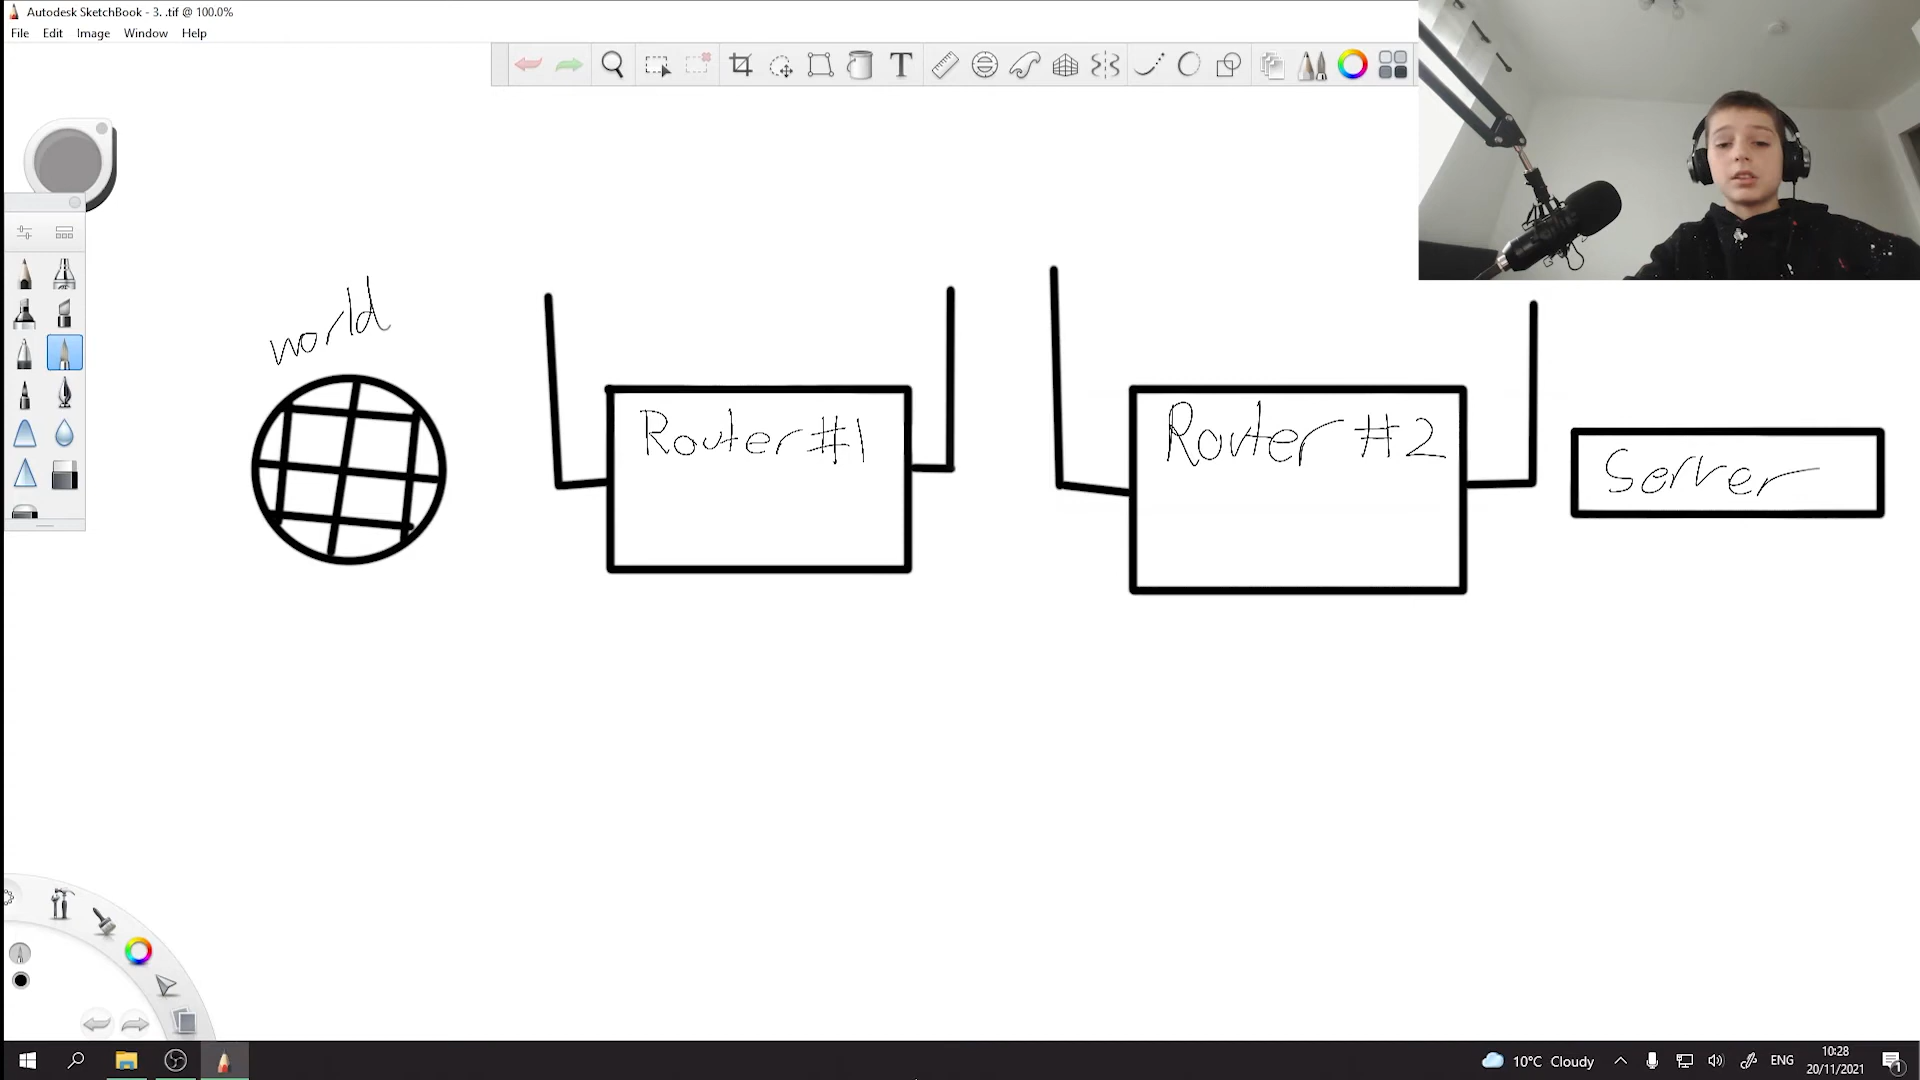 Autodesk SketchBook - 3. .tif @ 100.0%
File Edit Image Window Help
T
world
Router #1
Router #2
Server
10°C Cloudy
ENG
10:28
20/11/2021
1